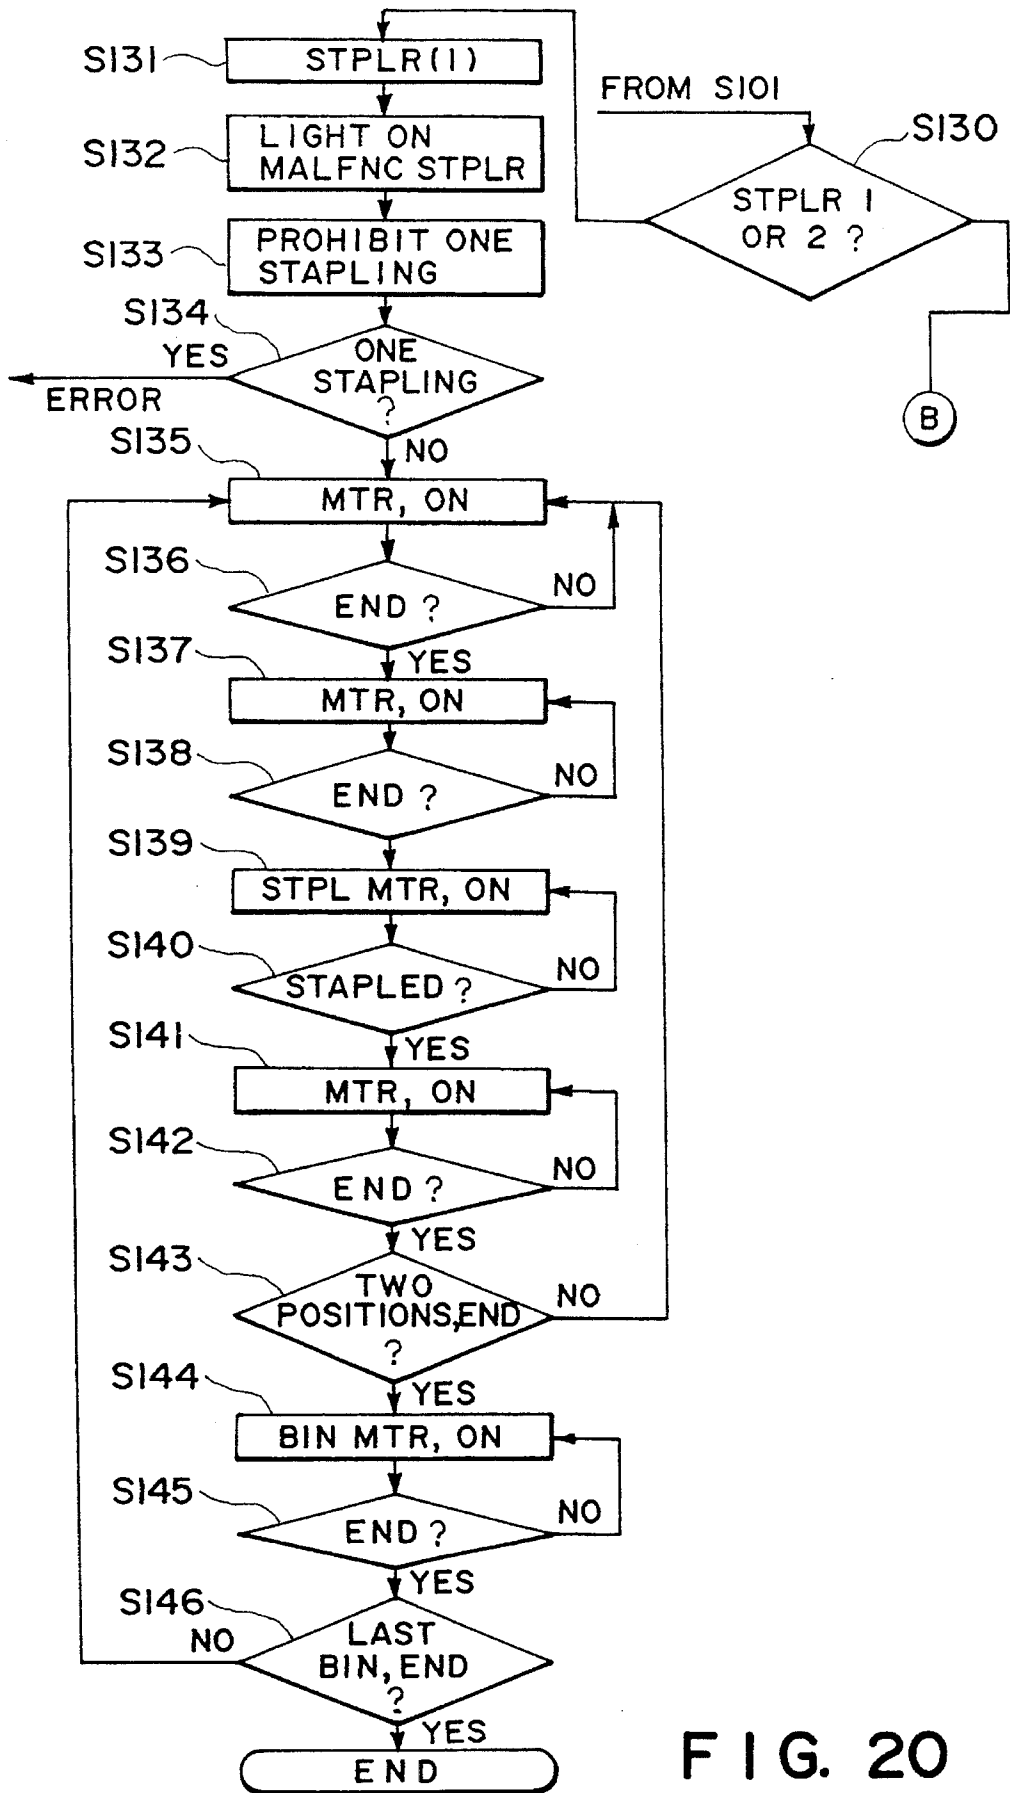 FROM S101
S130
STPLR 1
OR 2 ?
B
S131
STPLR(1)
S132
LIGHT ON
MALFNC STPLR
S133
PROHIBIT ONE
STAPLING
S134
ONE
STAPLING
?
YES
ERROR
NO
S135
MTR, ON
S136
END ?
NO
YES
S137
MTR, ON
S138
END ?
NO
S139
STPL MTR, ON
S140
STAPLED ?
NO
YES
S141
MTR, ON
S142
END ?
NO
YES
S143
TWO
POSITIONS, END
?
NO
YES
S144
BIN MTR, ON
S145
END ?
NO
YES
S146
LAST
BIN, END
?
NO
YES
END
FIG. 20